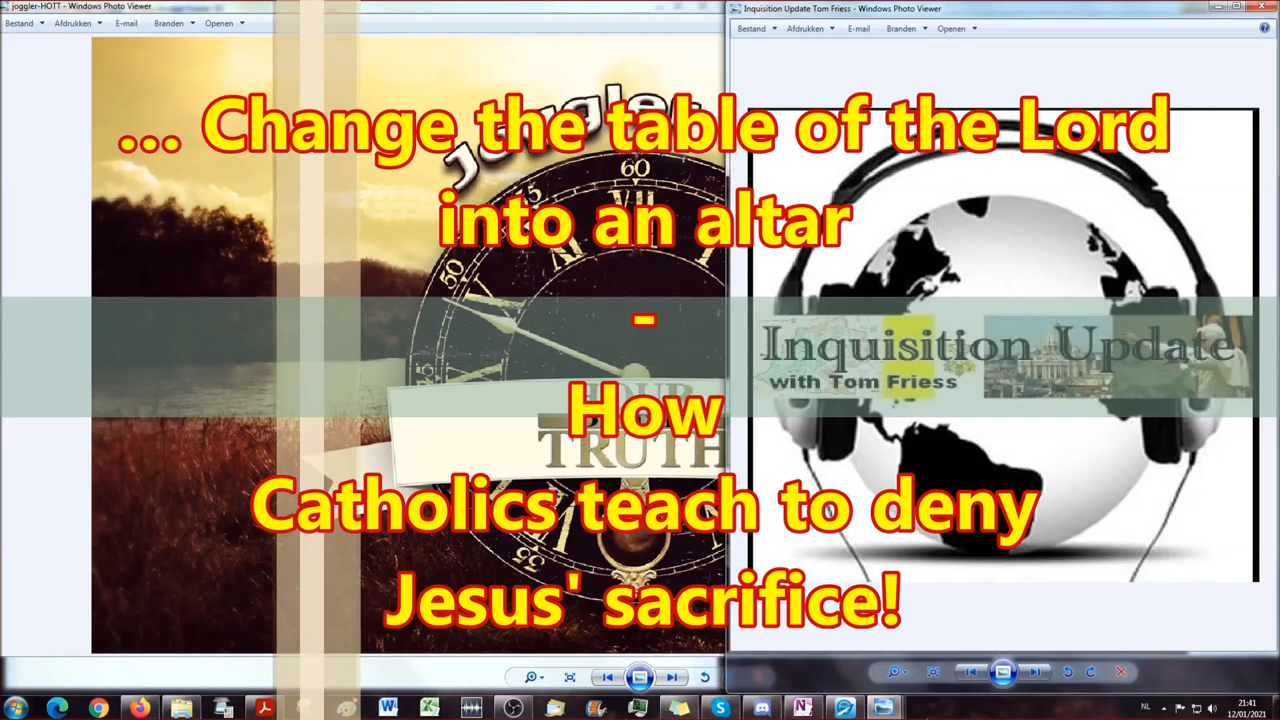 joggler-HOTT - Windows Photo Viewer
Bestand Afdrukken E-mail Branden Openen
Inquisition Update Tom Friess - Windows Photo Viewer
Bestand Afdrukken E-mail Branden Openen
... Change the table of the Lord
into an altar
-
How
Catholics teach to deny
Jesus' sacrifice!
60
50
55
VII
TRUTH
Inquisition Update
with Tom Friess
NL
21:41
12/01/2021